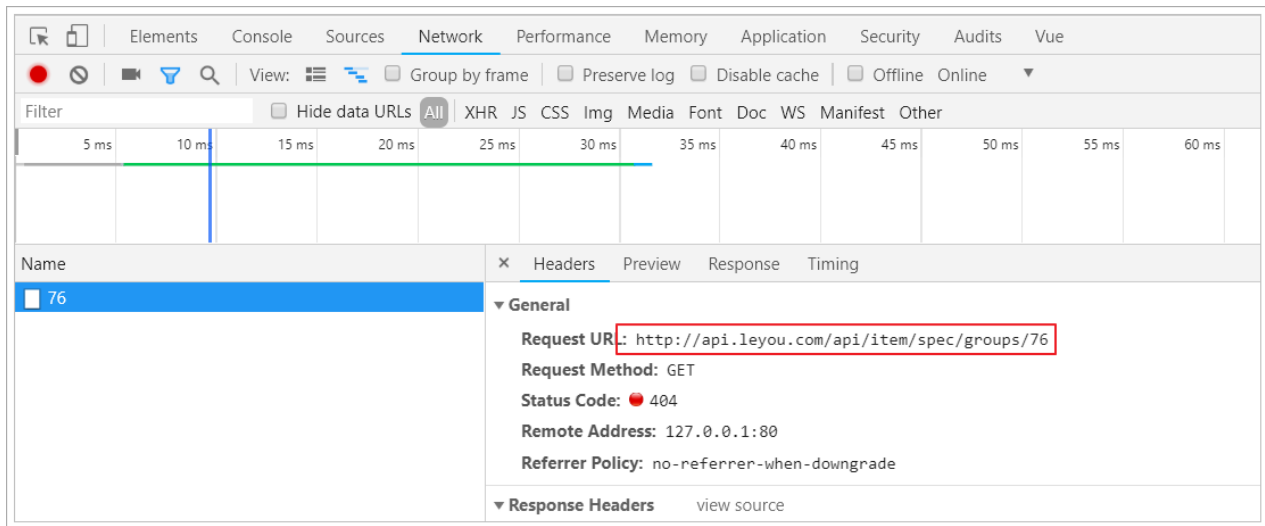 Elements Console Sources Network Performance Memory Application Security Audits Vue
View: Group by frame Preserve log Disable cache Offline Online
Filter Hide data URLs All XHR JS CSS Img Media Font Doc WS Manifest Other
5 ms 10 ms 15 ms 20 ms 25 ms 30 ms 35 ms 40 ms 45 ms 50 ms 55 ms 60 ms
Name × Headers Preview Response Timing
76
General
Request URL: http://api.leyou.com/api/item/spec/groups/76
Request Method: GET
Status Code: 404
Remote Address: 127.0.0.1:80
Referrer Policy: no-referrer-when-downgrade
Response Headers view source